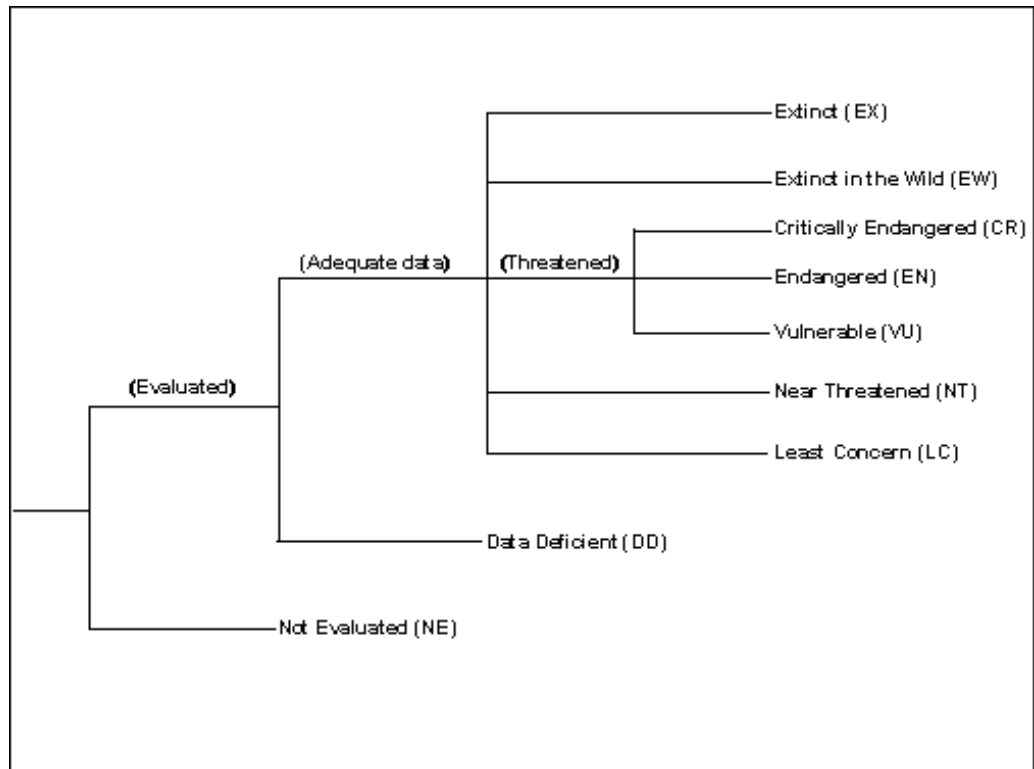 Extinct (EX)
Extinct in the Wild (EW)
Critically Endangered (CR)
(Adequate data)
(Threatened)
Endangered (EN)
Vulnerable (VU)
(Evaluated)
Near Threatened (NT)
Least Concern (LC)
Data Deficient (DD)
Not Evaluated (NE)